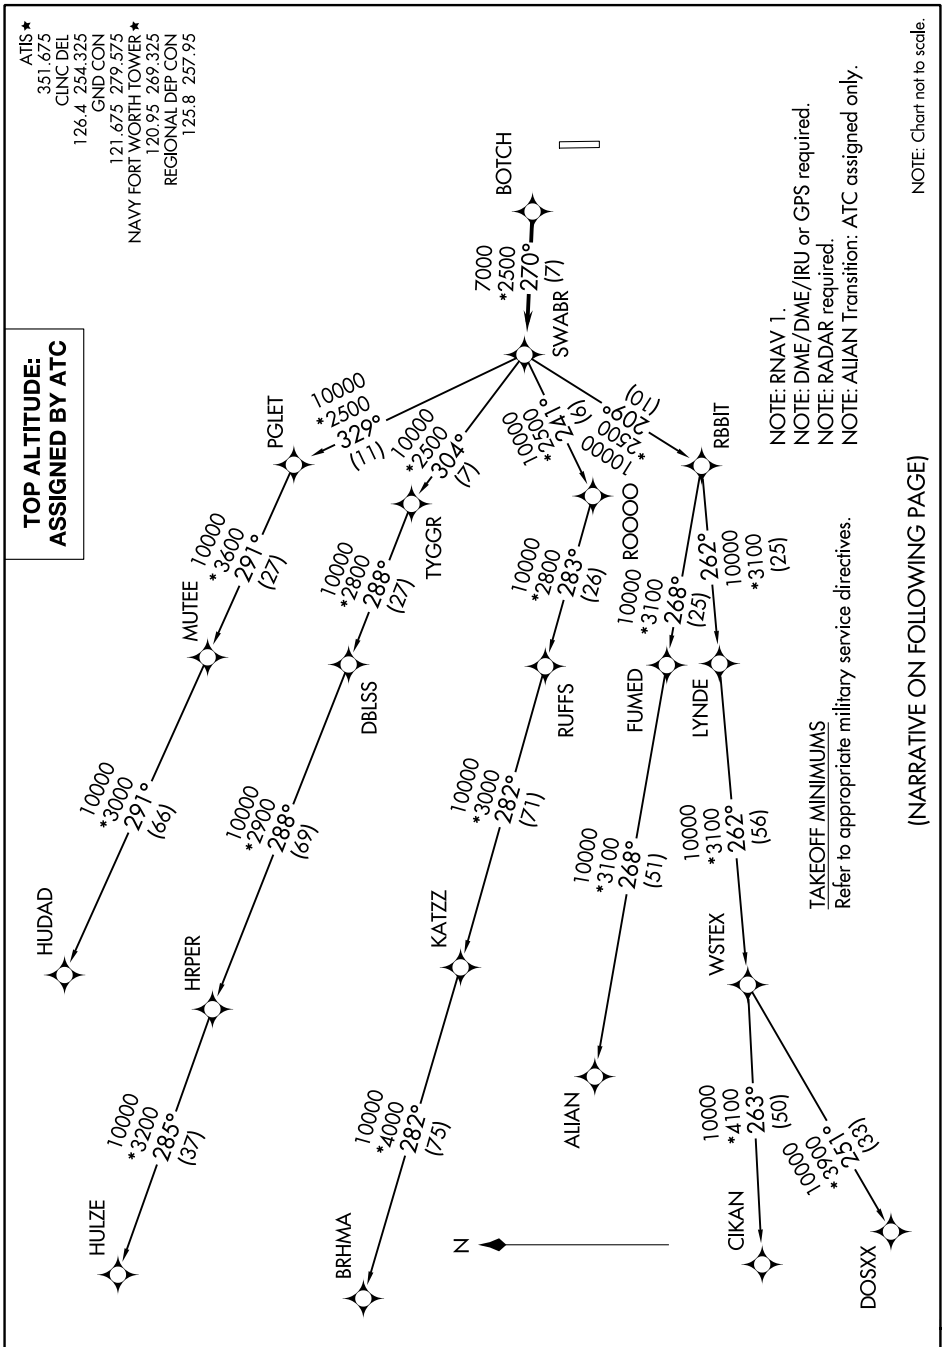 ATIS ★
351.675
CLNC DEL
126.4 254.325
GND CON
121.675 279.575
NAVY FORT WORTH TOWER ★
120.95 269.325
REGIONAL DEP CON
125.8 257.95
TOP ALTITUDE:
ASSIGNED BY ATC
BOTCH
7000
*2500
270°
(7)
SWABR
PGLET
10000
*2500
329°
(11)
10000
*2500
304°
(7)
TYGGR
10000
*2500
241°
(6)
ROOOO
10000
*2500
209°
(10)
RBBIT
MUTEE
10000
*3600
291°
(27)
HUDAD
10000
*3000
291°
(66)
DBLSS
10000
*2800
288°
(27)
HRPER
10000
*2900
288°
(69)
HULZE
10000
*3200
285°
(37)
RUFFS
10000
*2800
283°
(26)
KATZZ
10000
*3000
282°
(71)
BRHMA
10000
*4000
282°
(75)
FUMED
10000
*3100
268°
(25)
ALIAN
10000
*3100
268°
(51)
LYNDE
262°
10000
*3100
(25)
WSTEX
10000
*3100
262°
(56)
CIKAN
10000
*4100
263°
(50)
DOSXX
10000
*3900
251°
(33)
N
NOTE: RNAV 1.
NOTE: DME/DME/IRU or GPS required.
NOTE: RADAR required.
NOTE: ALIAN Transition: ATC assigned only.
TAKEOFF MINIMUMS
Refer to appropriate military service directives.
NOTE: Chart not to scale.
(NARRATIVE ON FOLLOWING PAGE)